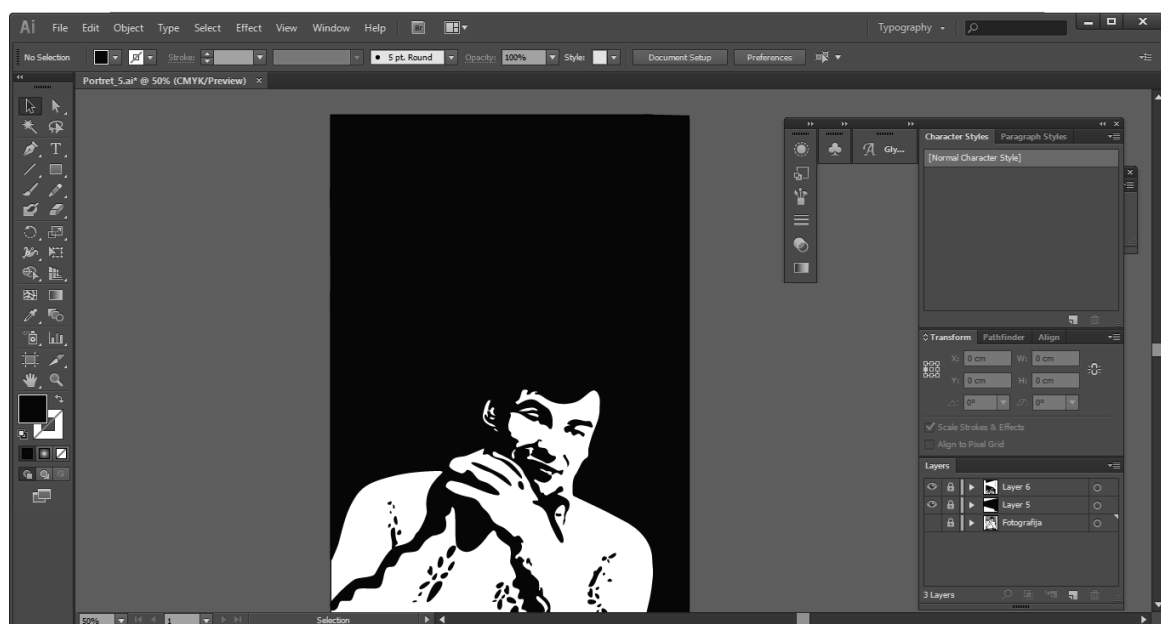 Ai File Edit Object Type Select Effect View Window Help Br Typography
No Selection Stroke: 5 pt. Round Opacity: 100% Style: Document Setup Preferences
Portret_5.ai* @ 50% (CMYK/Preview) ×
Character Styles Paragraph Styles
A Gly...
[Normal Character Style]
Transform Pathfinder Align
X: 0 cm W: 0 cm
Y: 0 cm H: 0 cm
0° 0°
Scale Strokes & Effects
Align to Pixel Grid
Layers
Layer 6
Layer 5
Fotografija
3 Layers
50% 1 Selection